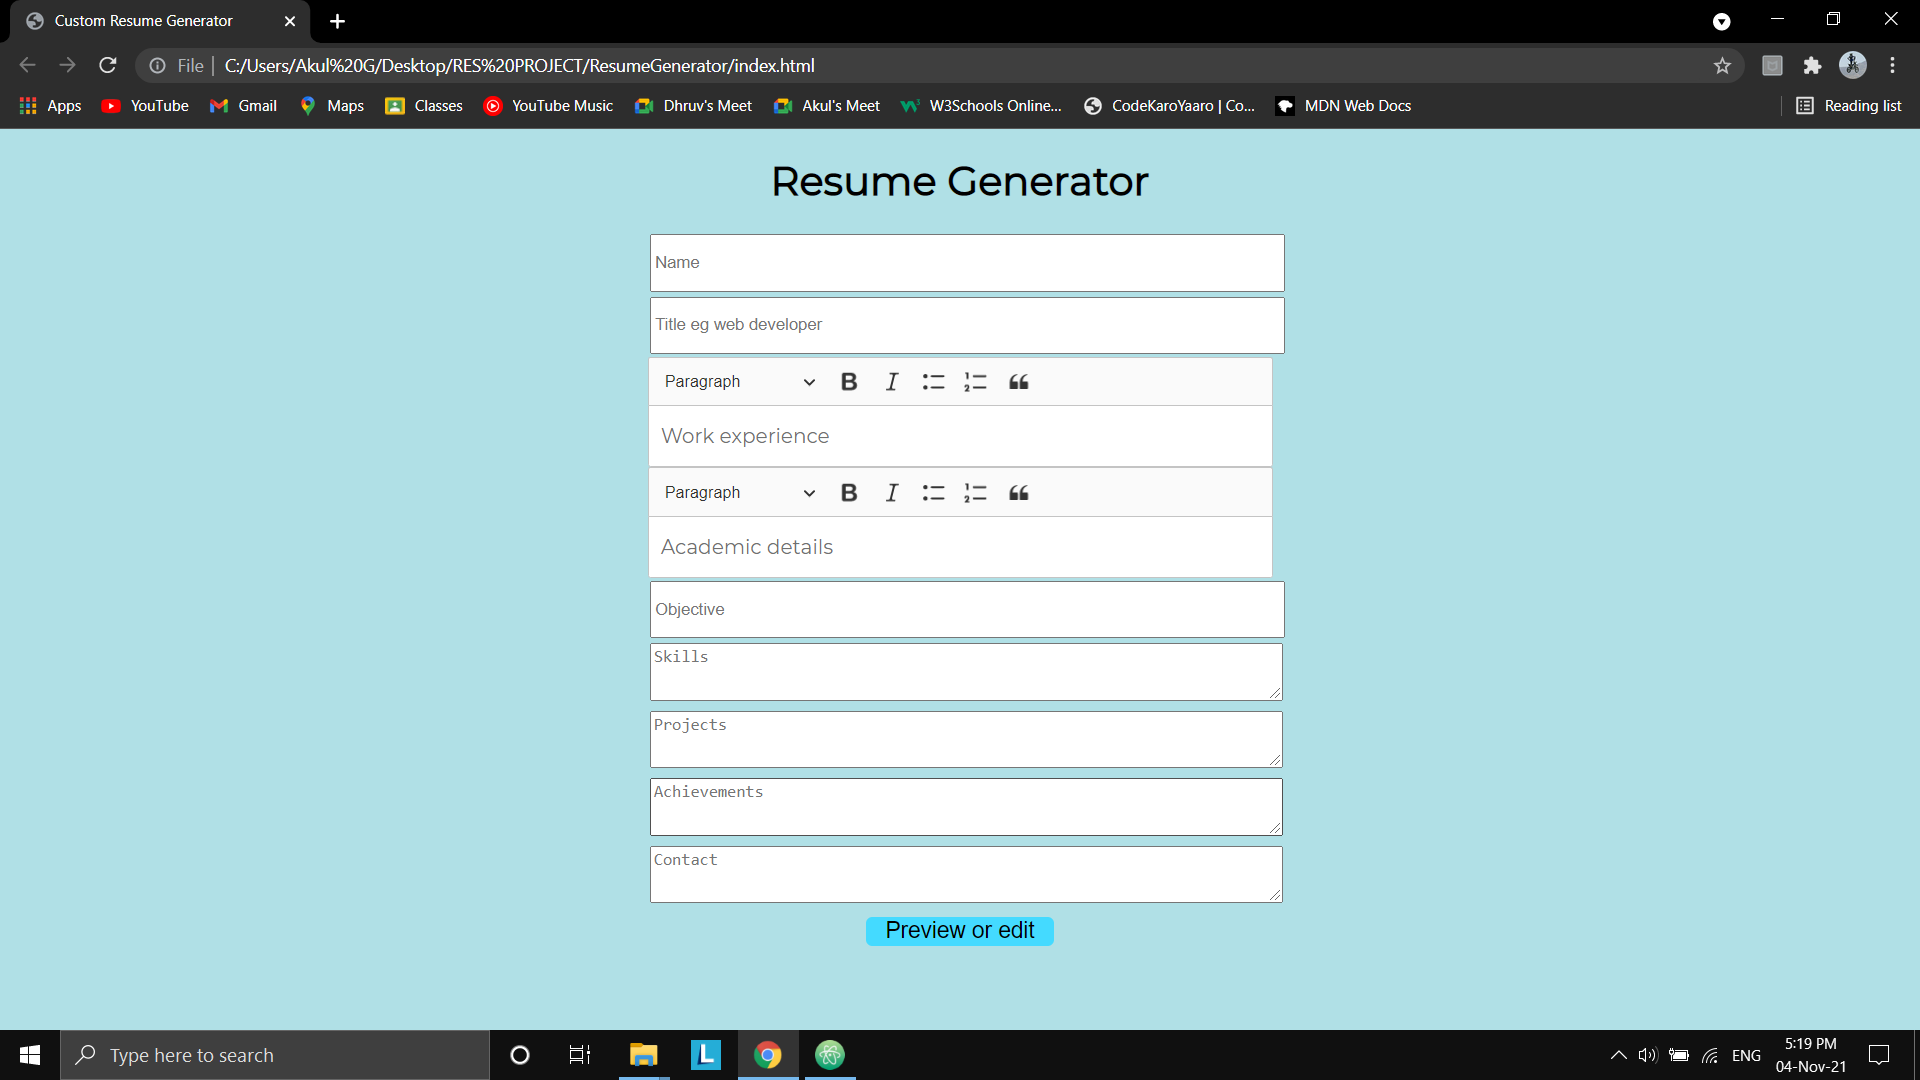 Custom Resume Generator
File | C:/Users/Akul%20G/Desktop/RES%20PROJECT/ResumeGenerator/index.html
Apps YouTube Gmail Maps Classes YouTube Music Dhruv's Meet Akul's Meet W3Schools Online... CodeKaroYaaro | Co... MDN Web Docs Reading list
Resume Generator
Name
Title eg web developer
Paragraph B I
Work experience
Paragraph B I
Academic details
Objective
Skills
Projects
Achievements
Contact
Preview or edit
Type here to search
L
ENG
5:19 PM
04-Nov-21